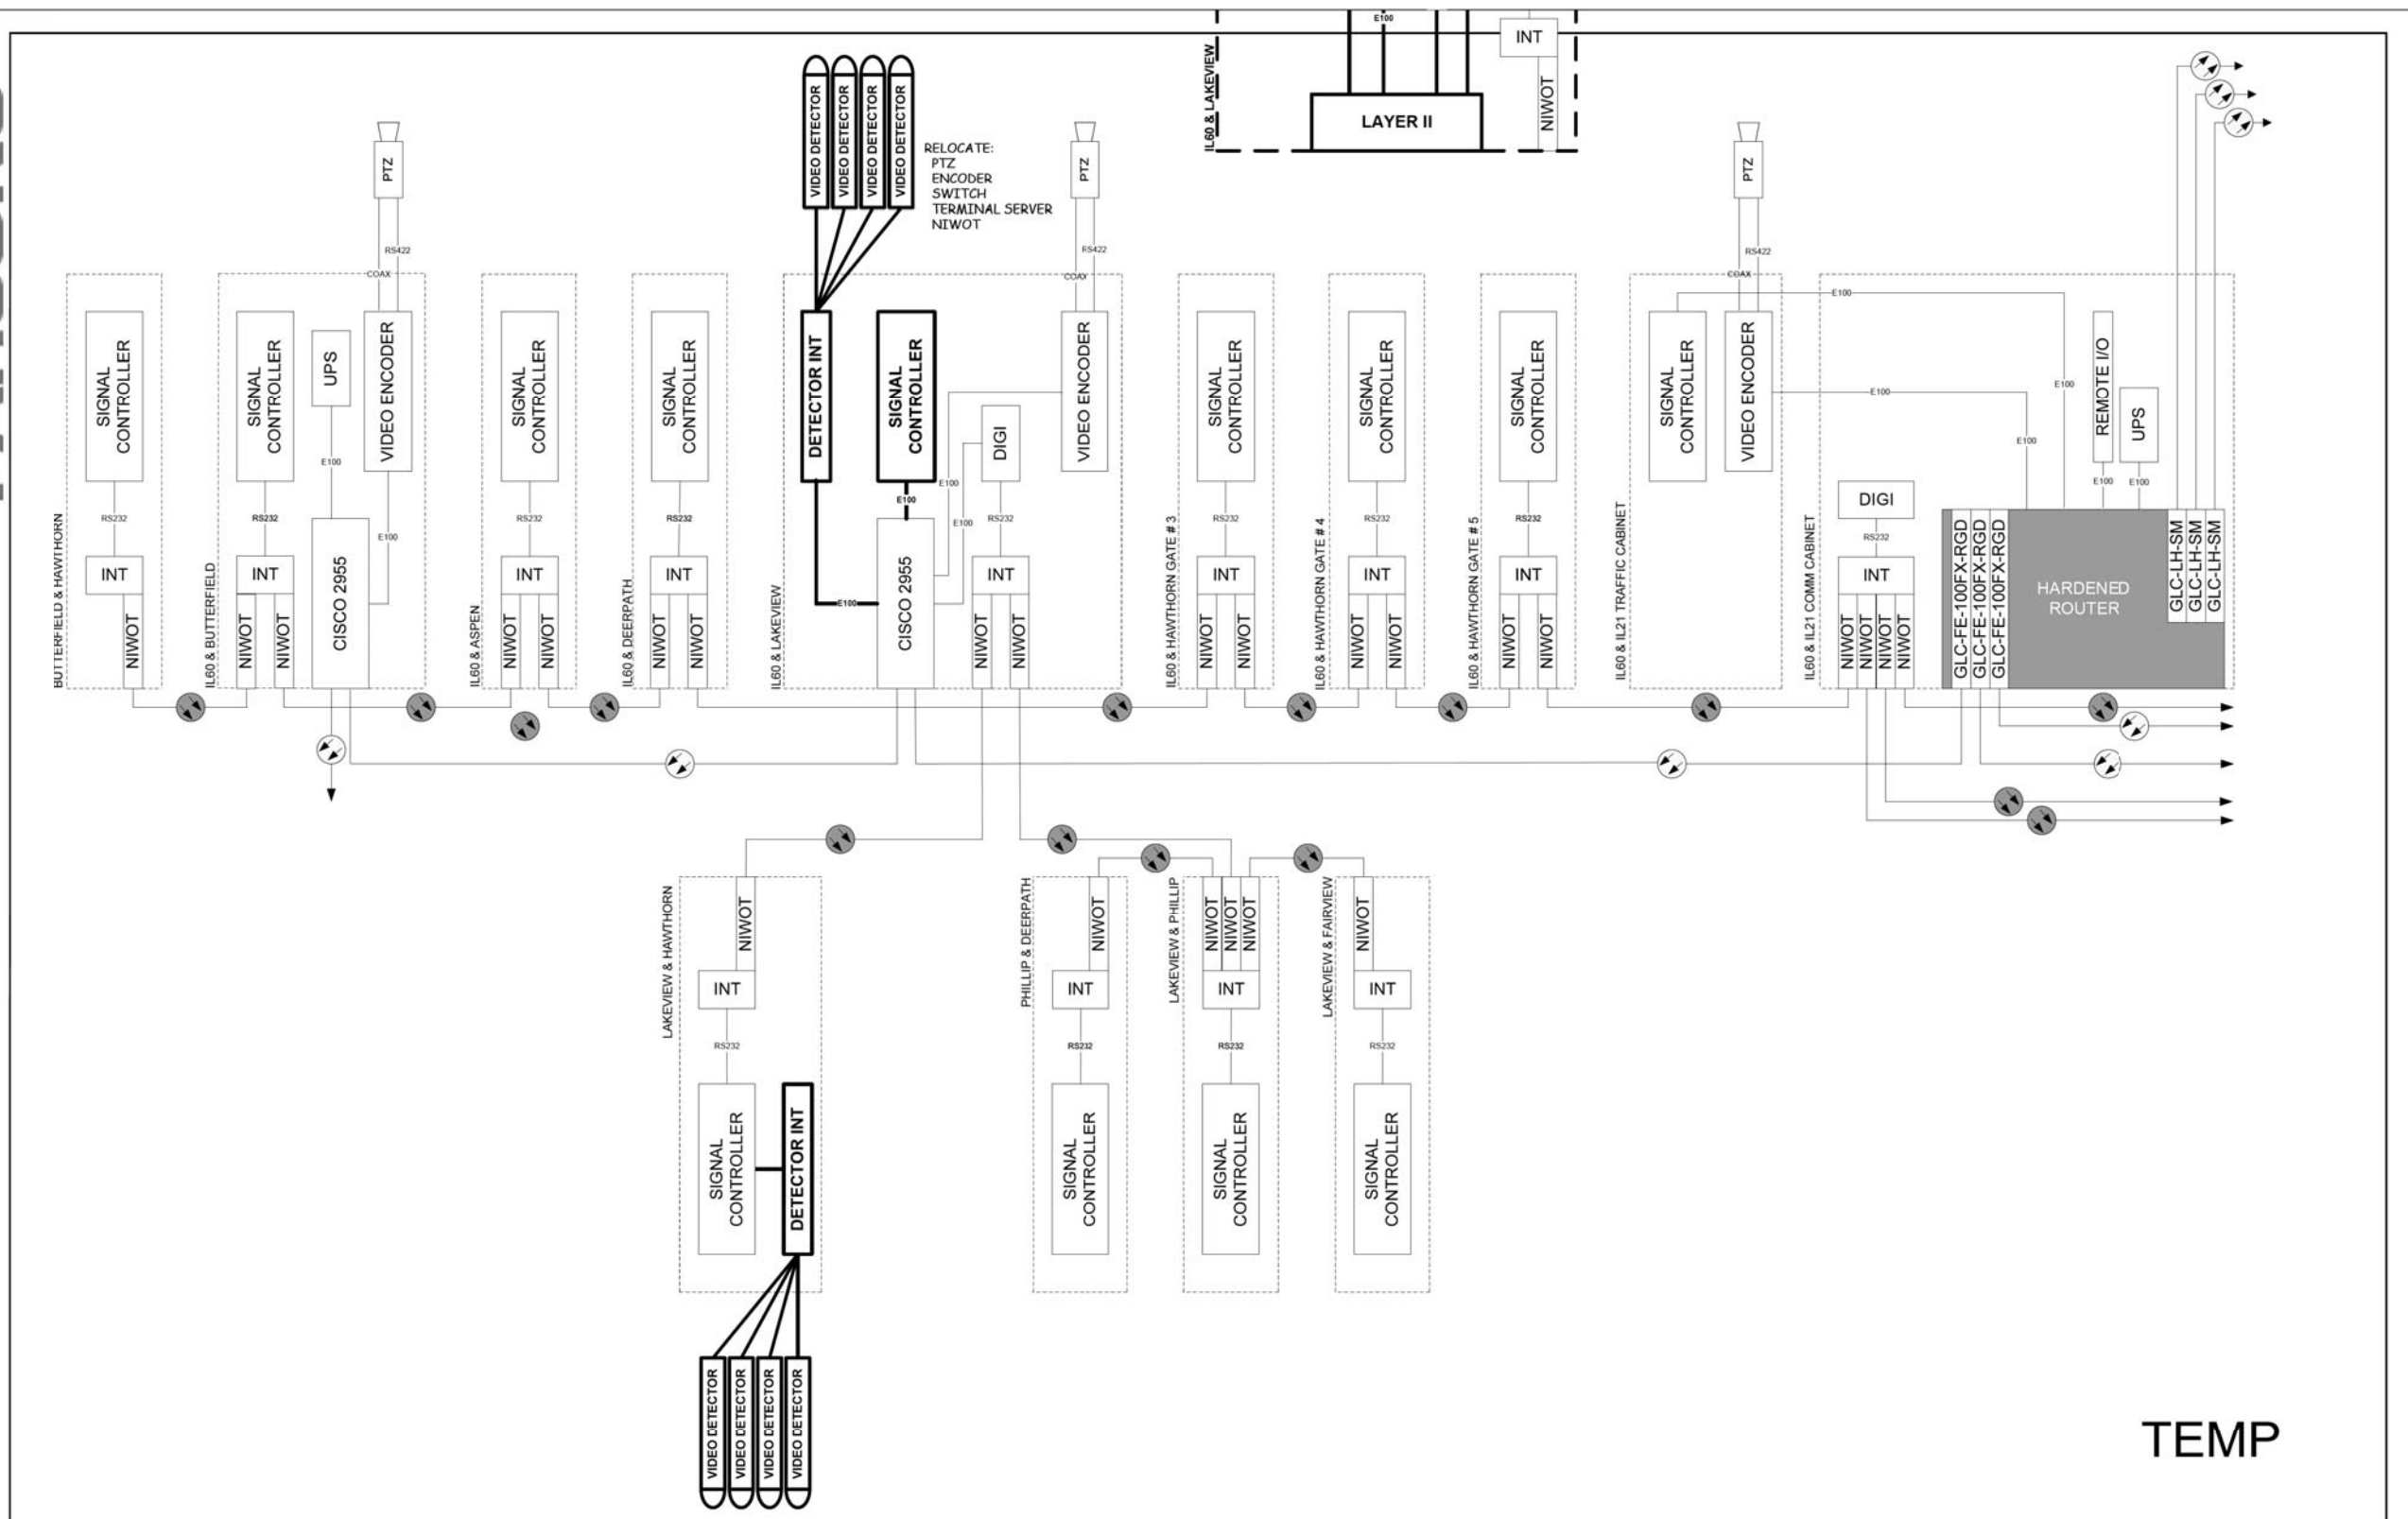 E100
INT
NIWOT
IL60 & LAKEVIEW
LAYER II
VIDEO DETECTOR
VIDEO DETECTOR
VIDEO DETECTOR
VIDEO DETECTOR
RELOCATE:
PTZ
ENCODER
SWITCH
TERMINAL SERVER
NIWOT
PTZ
RS422
COAX
PTZ
RS422
COAX
PTZ
RS422
COAX
BUTTERFIELD & HAWTHORN
SIGNAL
CONTROLLER
RS232
INT
NIWOT
IL60 & BUTTERFIELD
SIGNAL
CONTROLLER
RS232
INT
NIWOT
NIWOT
UPS
E100
CISCO 2955
VIDEO ENCODER
E100
IL60 & ASPEN
SIGNAL
CONTROLLER
RS232
INT
NIWOT
NIWOT
IL60 & DEERPATH
SIGNAL
CONTROLLER
RS232
INT
NIWOT
NIWOT
IL60 & LAKEVIEW
DETECTOR INT
E100
SIGNAL
CONTROLLER
E100
CISCO 2955
E100
E100
DIGI
RS232
INT
NIWOT
NIWOT
VIDEO ENCODER
IL60 & HAWTHORN GATE # 3
SIGNAL
CONTROLLER
RS232
INT
NIWOT
NIWOT
IL60 & HAWTHORN GATE # 4
SIGNAL
CONTROLLER
RS232
INT
NIWOT
NIWOT
IL60 & HAWTHORN GATE # 5
SIGNAL
CONTROLLER
RS232
INT
NIWOT
NIWOT
IL60 & IL21 TRAFFIC CABINET
SIGNAL
CONTROLLER
VIDEO ENCODER
E100
E100
E100
E100
IL60 & IL21 COMM CABINET
DIGI
RS232
INT
NIWOT
NIWOT
NIWOT
NIWOT
REMOTE I/O
E100
UPS
E100
GLC-FE-100FX-RGD
GLC-FE-100FX-RGD
GLC-FE-100FX-RGD
HARDENED
ROUTER
GLC-LH-SM
GLC-LH-SM
GLC-LH-SM
LAKEVIEW & HAWTHORN
NIWOT
INT
RS232
SIGNAL
CONTROLLER
DETECTOR INT
VIDEO DETECTOR
VIDEO DETECTOR
VIDEO DETECTOR
VIDEO DETECTOR
PHILLIP & DEERPATH
NIWOT
INT
RS232
SIGNAL
CONTROLLER
LAKEVIEW & PHILLIP
NIWOT
NIWOT
NIWOT
INT
RS232
SIGNAL
CONTROLLER
LAKEVIEW & FAIRVIEW
NIWOT
INT
RS232
SIGNAL
CONTROLLER
TEMP